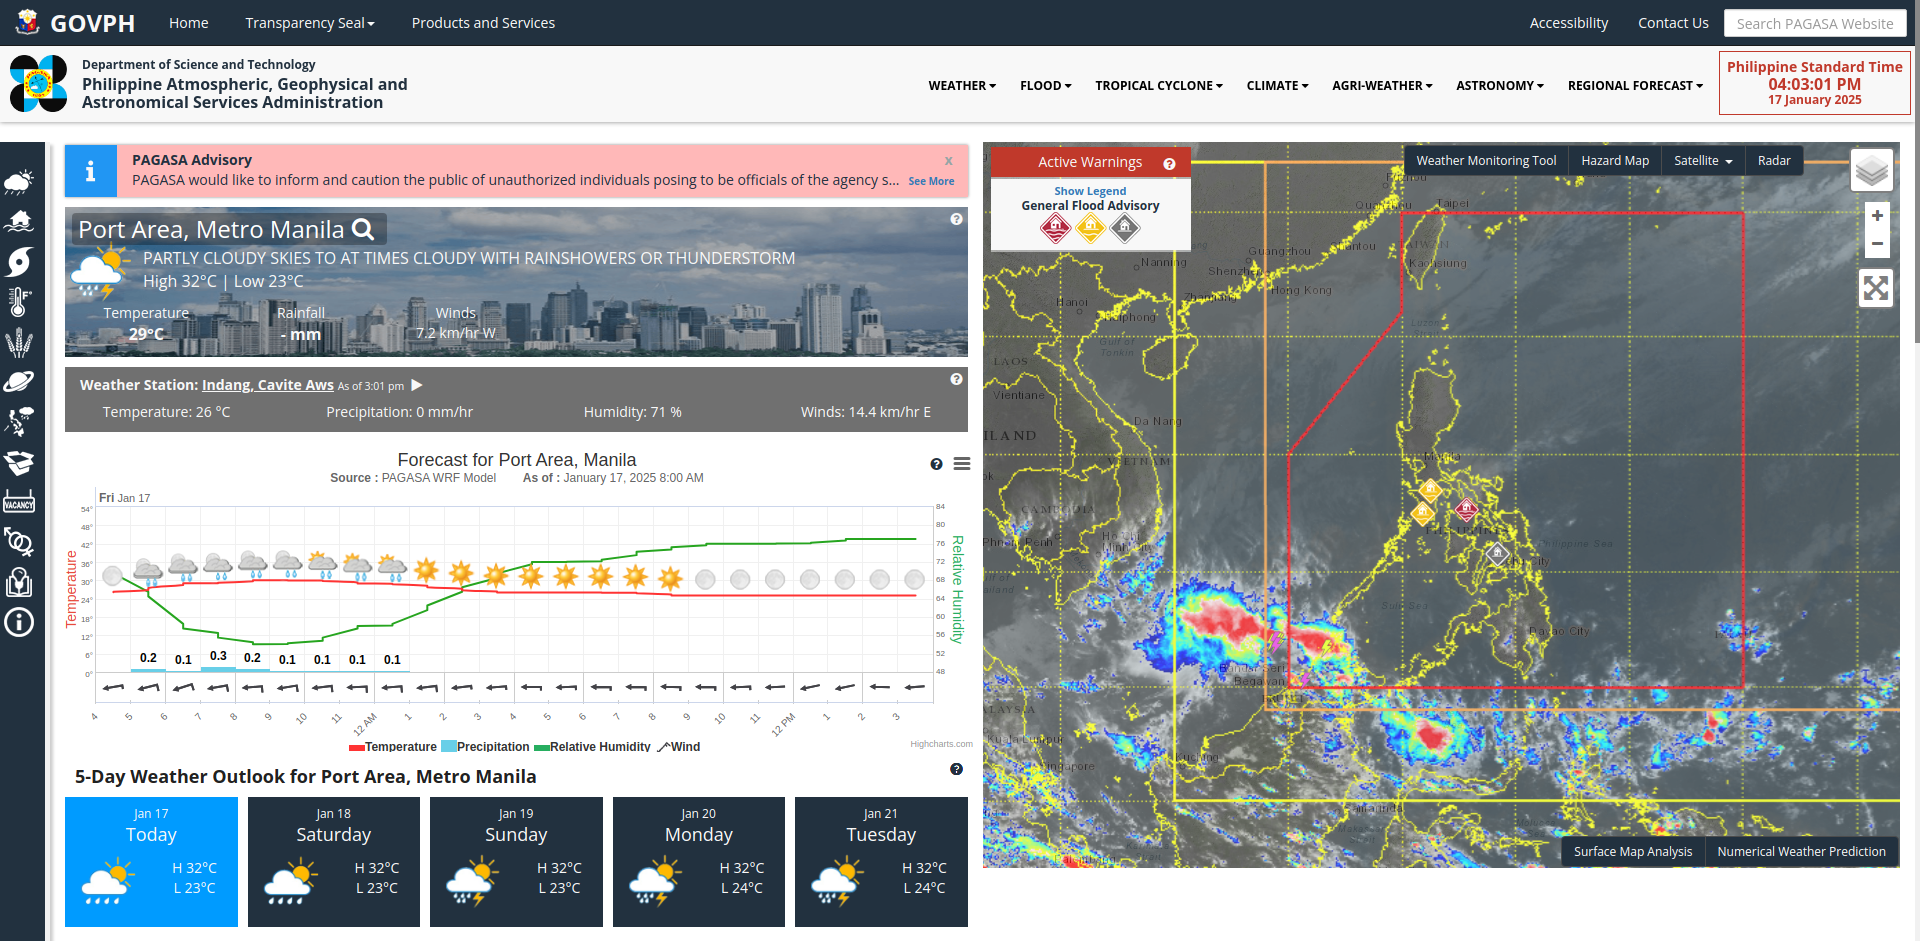 GOVPH
Home
Transparency Seal
Products and Services
Accessibility
Contact Us
Search PAGASA Website
Department of Science and Technology
Philippine Atmospheric, Geophysical and
Astronomical Services Administration
WEATHER
FLOOD
TROPICAL CYCLONE
CLIMATE
AGRI-WEATHER
ASTRONOMY
REGIONAL FORECAST
Philippine Standard Time
04:03:01 PM
17 January 2025
VACANCY
PAGASA Advisory
x
PAGASA would like to inform and caution the public of unauthorized individuals posing to be officials of the agency s... See More
Port Area, Metro Manila
PARTLY CLOUDY SKIES TO AT TIMES CLOUDY WITH RAINSHOWERS OR THUNDERSTORM
High 32°C | Low 23°C
Temperature
29°C
Rainfall
- mm
Winds
7.2 km/hr W
Weather Station: Indang, Cavite Aws As of 3:01 pm
Temperature: 26 °C
Precipitation: 0 mm/hr
Humidity: 71 %
Winds: 14.4 km/hr E
Forecast for Port Area, Manila
Source : PAGASA WRF Model As of : January 17, 2025 8:00 AM
Fri Jan 17
Temperature
54°
48°
42°
36°
30°
24°
18°
12°
6°
0°
84
80
76
72
68
64
60
56
52
48
Relative Humidity
0.2 0.1 0.3 0.2 0.1 0.1 0.1 0.1
4 5 6 7 8 9 10 11 12 AM 1 2 3 4 5 6 7 8 9 10 11 12 PM 1 2 3
Temperature Precipitation Relative Humidity Wind
Highcharts.com
5-Day Weather Outlook for Port Area, Metro Manila
Jan 17
Today
H 32°C
L 23°C
Jan 18
Saturday
H 32°C
L 23°C
Jan 19
Sunday
H 32°C
L 23°C
Jan 20
Monday
H 32°C
L 24°C
Jan 21
Tuesday
H 32°C
L 24°C
Active Warnings
Show Legend
General Flood Advisory
Weather Monitoring Tool
Hazard Map
Satellite
Radar
+
−
Taipei
TAIWAN
Kaohsiung
Guangzhou
Shantou
Nanning
Shenzhen
Hong Kong
Zhanjiang
Hanoi
Haiphong
Gulf of
Tonkin
Luzon
LAOS
Vientiane
Da Nang
ILAND
VIETNAM
Manila
CAMBODIA
Phnom Penh
Ho Chi
Minh City
Philippine Sea
Sulu Sea
Davao City
Bandar Seri
Begawan
ALAYSIA
Kuala Lumpur
Singapore
Kuching
Samarinda
Palembang
Surface Map Analysis
Numerical Weather Prediction